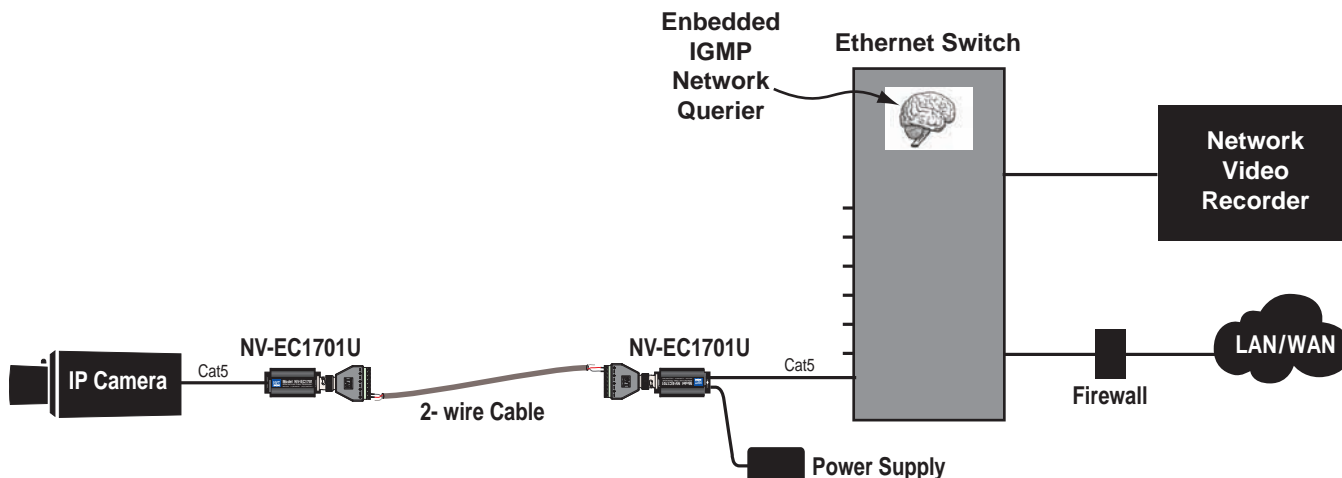 Enbedded
IGMP
Network
Querier
Ethernet Switch
Network
Video
Recorder
NV-EC1701U
NV-EC1701U
IP Camera
Cat5
2- wire Cable
Cat5
Firewall
LAN/WAN
Power Supply